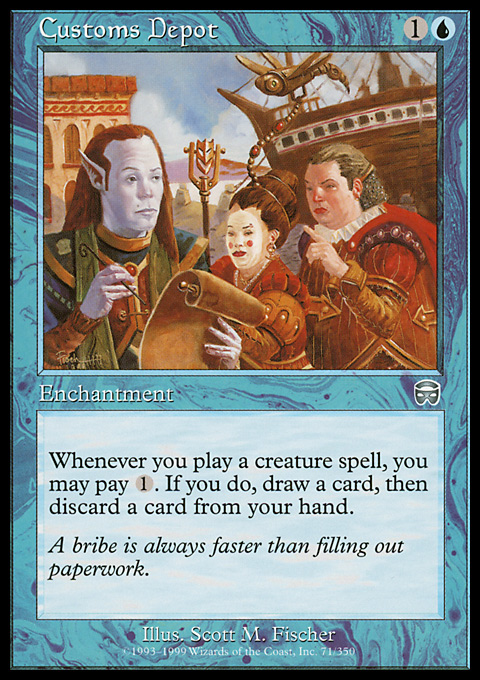 Customs Depot 1
Enchantment
Whenever you play a creature spell, you
may pay 1. If you do, draw a card, then
discard a card from your hand.
A bribe is always faster than filling out
paperwork.
Illus. Scott M. Fischer
©1993-1999 Wizards of the Coast, Inc. 71/350